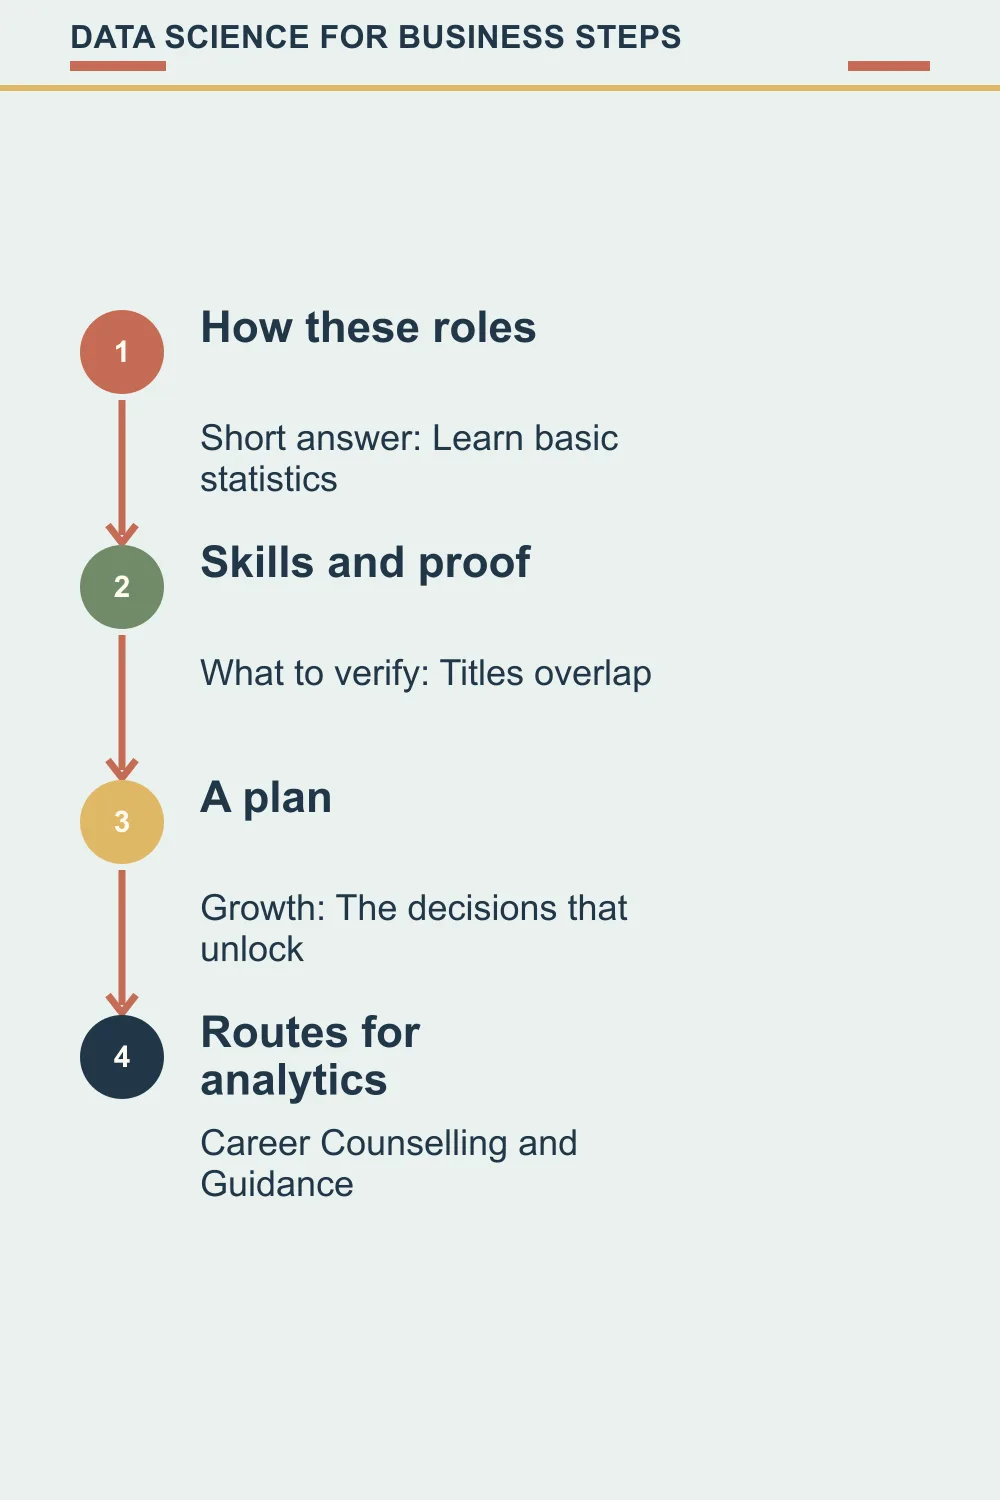 DATA SCIENCE FOR BUSINESS STEPS
1
How these roles
Short answer: Learn basic
statistics
2
Skills and proof
What to verify: Titles overlap
3
A plan
Growth: The decisions that
unlock
4
Routes for
analytics
Career Counselling and
Guidance